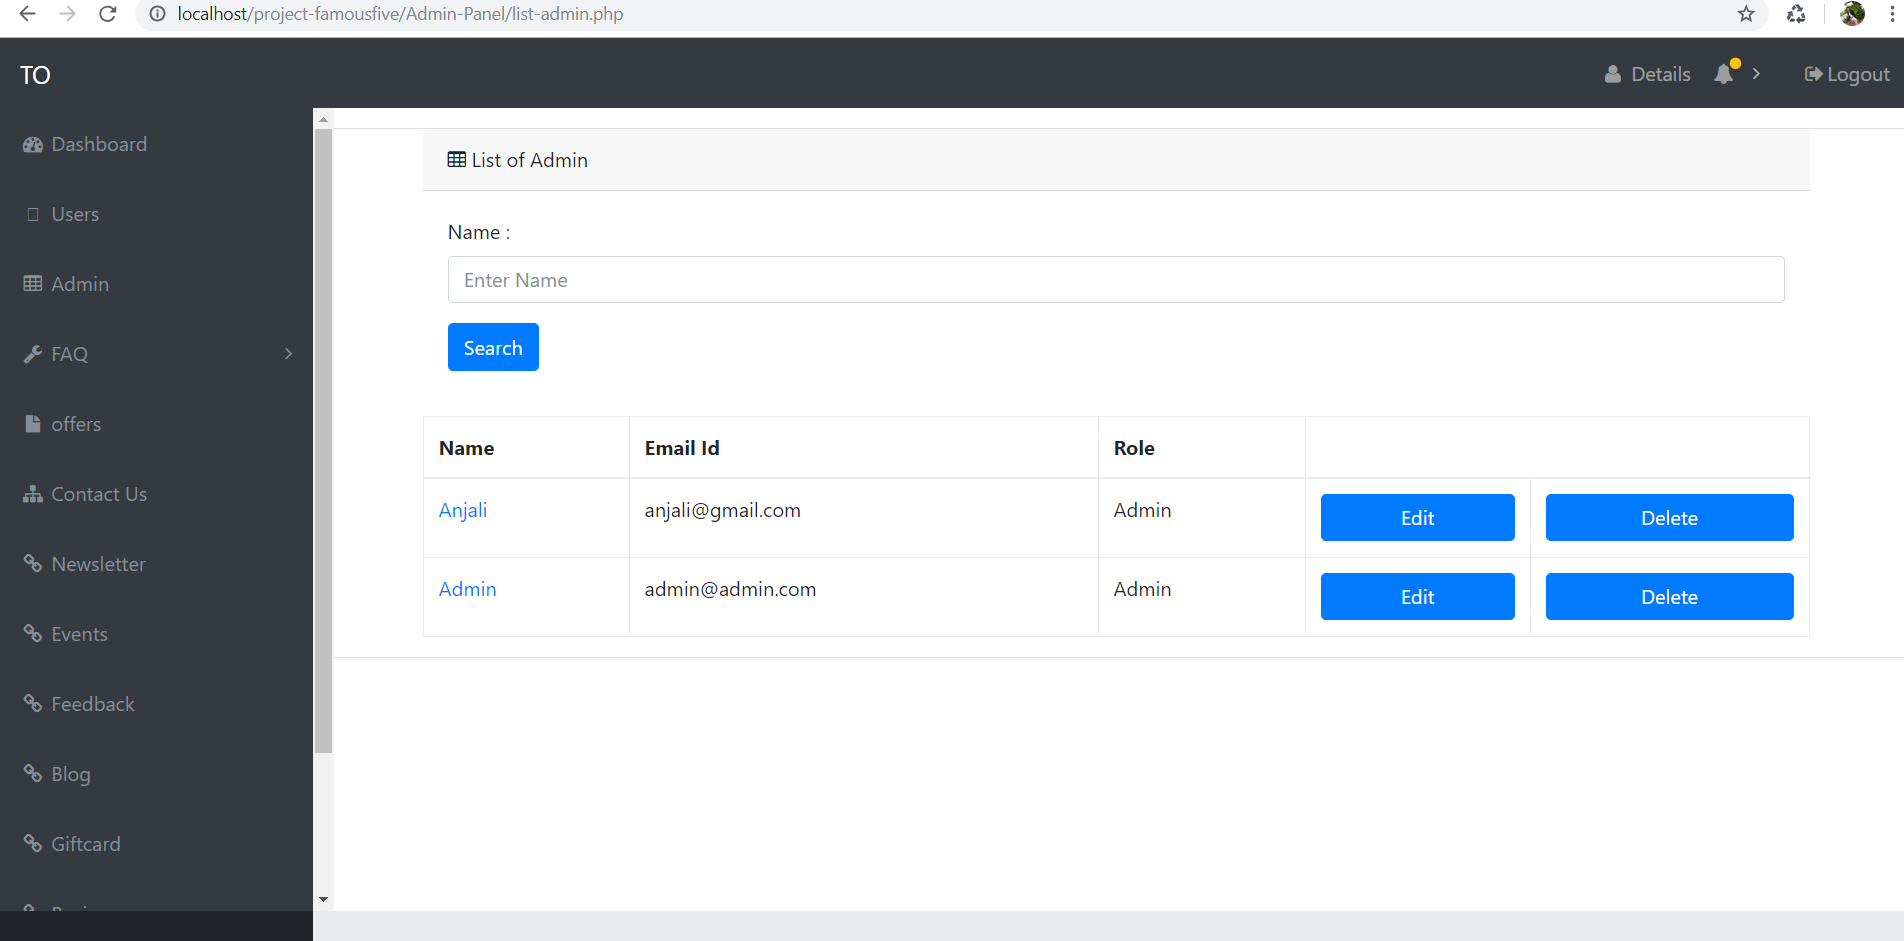 localhost/project-famousfive/Admin-Panel/list-admin.php
TO
Details
Logout
Dashboard
Users
Admin
FAQ
offers
Contact Us
Newsletter
Events
Feedback
Blog
Giftcard
List of Admin
Name :
Enter Name
Search
Name Email Id Role
Anjali anjali@gmail.com Admin Edit Delete
Admin admin@admin.com Admin Edit Delete